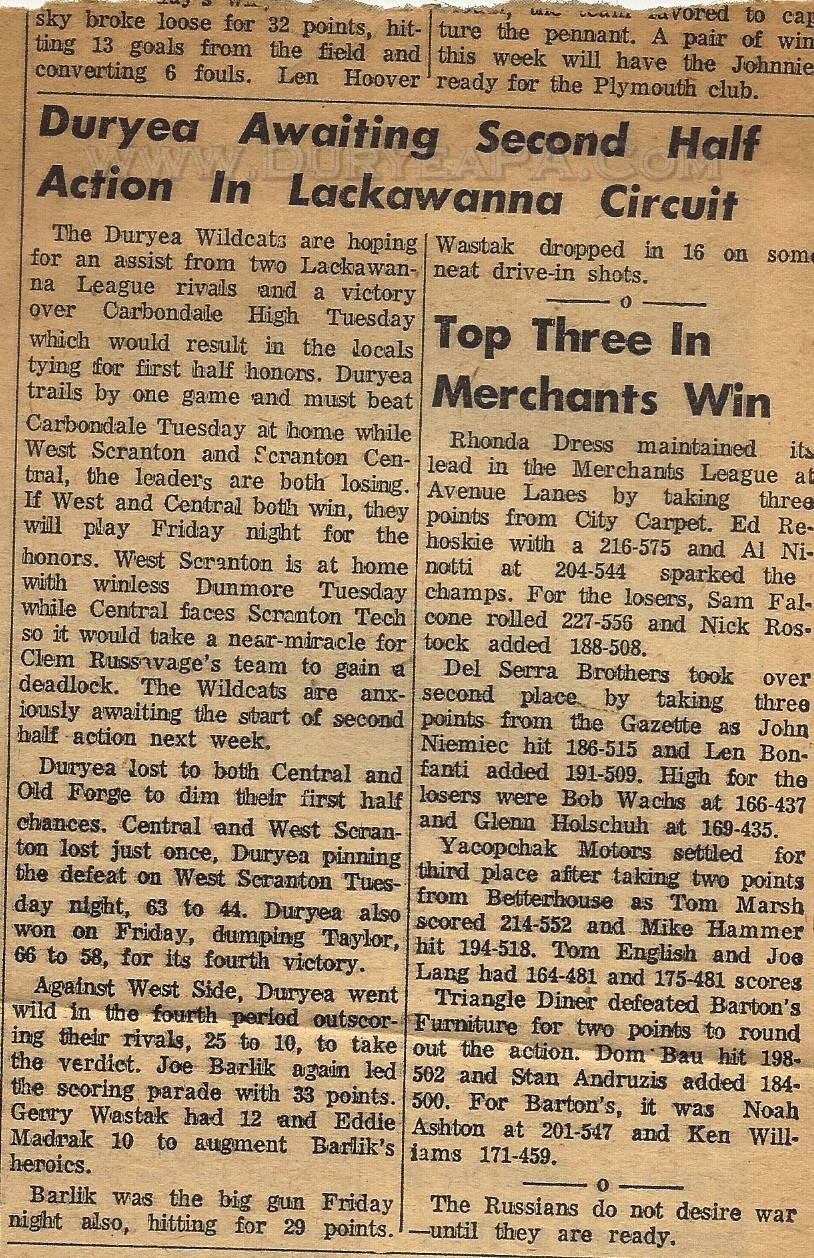 sky broke loose for 32 points, hit-
ting 13 goals from the field and
converting 6 fouls. Len Hoover
favored to cap
ture the pennant. A pair of win
this week will have the Johnnie
ready for the Plymouth club.
Duryea Awaiting Second Half
Action In Lackawanna Circuit
WWW.DURYEAPA.COM
The Duryea Wildcats are hoping
for an assist from two Lackawan-
na League rivals and a victory
over Carbondale High Tuesday
which would result in the locals
tying for first half honors. Duryea
trails by one game and must beat
Carbondale Tuesday at home while
West Scranton and Scranton Cen-
tral, the leaders are both losing.
If West and Central both win, they
will play Friday night for the
honors. West Scranton is at home
with winless Dunmore Tuesday
while Central faces Scranton Tech
so it would take a near-miracle for
Clem Russavage's team to gain a
deadlock. The Wildcats are anx-
iously awaiting the start of second
half action next week.
Duryea lost to both Central and
Old Forge to dim their first half
chances. Central and West Scran-
ton lost just once, Duryea pinning
the defeat on West Scranton Tues-
day night, 63 to 44. Duryea also
won on Friday, dumping Taylor,
66 to 58, for its fourth victory.
Against West Side, Duryea went
wild in the fourth period outscor-
ing their rivals, 25 to 10, to take
the verdict. Joe Barlik again led
the scoring parade with 33 points.
Gerry Wastak had 12 and Eddie
Madrak 10 to augment Barlik's
heroics.
Barlik was the big gun Friday
night also, hitting for 29 points.
Wastak dropped in 16 on some
neat drive-in shots.
o
Top Three In
Merchants Win
Rhonda Dress maintained its
lead in the Merchants League at
Avenue Lanes by taking three
points from City Carpet. Ed Re-
hoskie with a 216-575 and Al Ni-
notti at 204-544 sparked the
champs. For the losers, Sam Fal-
cone rolled 227-556 and Nick Ros-
tock added 188-508.
Del Serra Brothers took over
second place by taking three
points from the Gazette as John
Niemiec hit 186-515 and Len Bon-
fanti added 191-509. High for the
losers were Bob Wachs at 166-437
and Glenn Holschuh at 169-435.
Yacopchak Motors settled for
third place after taking two points
from Betterhouse as Tom Marsh
scored 214-552 and Mike Hammer
hit 194-518. Tom English and Joe
Lang had 164-481 and 175-481 scores
Triangle Diner defeated Barton's
Furniture for two points to round
out the action. Dom Bau hit 198-
502 and Stan Andruzis added 184-
500. For Barton's, it was Noah
Ashton at 201-547 and Ken Will-
iams 171-459.
o
The Russians do not desire war
—until they are ready.